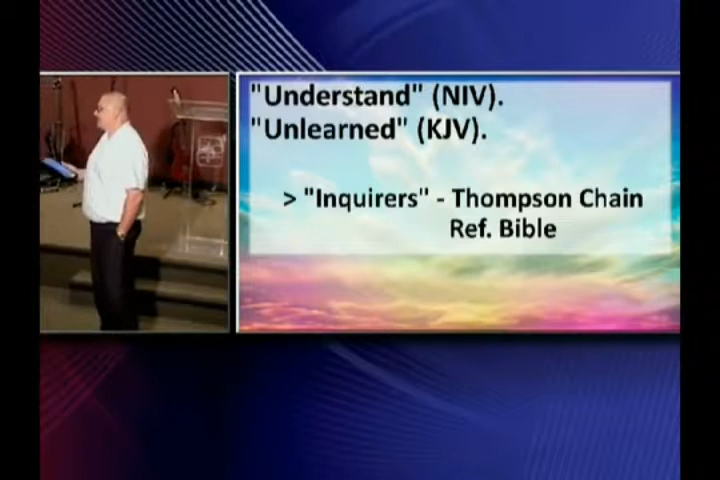 "Understand" (NIV).
"Unlearned" (KJV).
> "Inquirers" - Thompson Chain
Ref. Bible